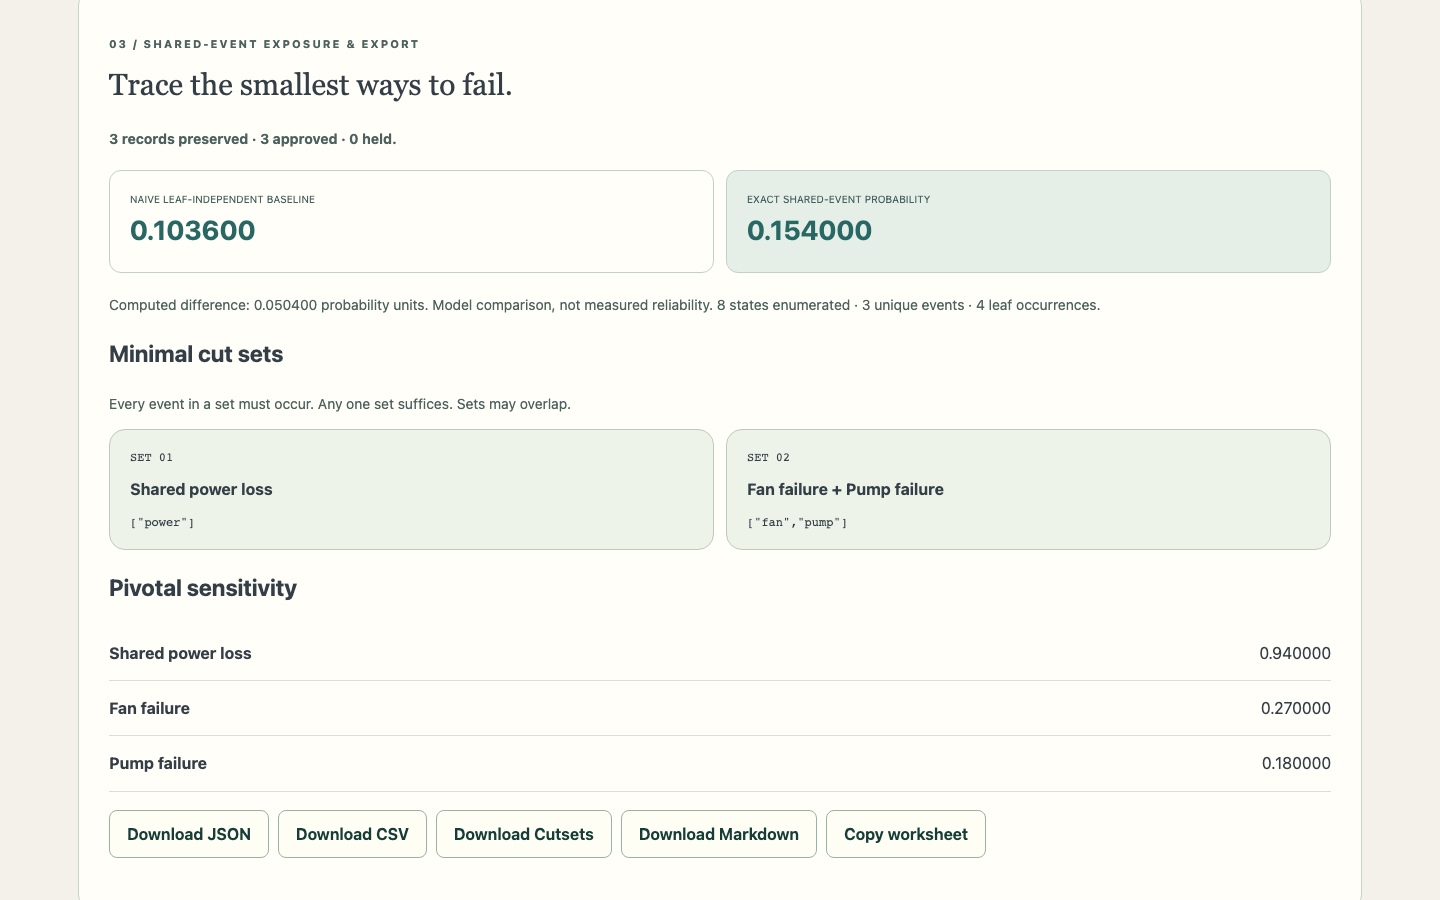 03 / SHARED-EVENT EXPOSURE & EXPORT
Trace the smallest ways to fail.
3 records preserved · 3 approved · 0 held.
NAIVE LEAF-INDEPENDENT BASELINE
0.103600
EXACT SHARED-EVENT PROBABILITY
0.154000
Computed difference: 0.050400 probability units. Model comparison, not measured reliability. 8 states enumerated · 3 unique events · 4 leaf occurrences.
Minimal cut sets
Every event in a set must occur. Any one set suffices. Sets may overlap.
SET 01
Shared power loss
["power"]
SET 02
Fan failure + Pump failure
["fan","pump"]
Pivotal sensitivity
Shared power loss 0.940000
Fan failure 0.270000
Pump failure 0.180000
Download JSON Download CSV Download Cutsets Download Markdown Copy worksheet